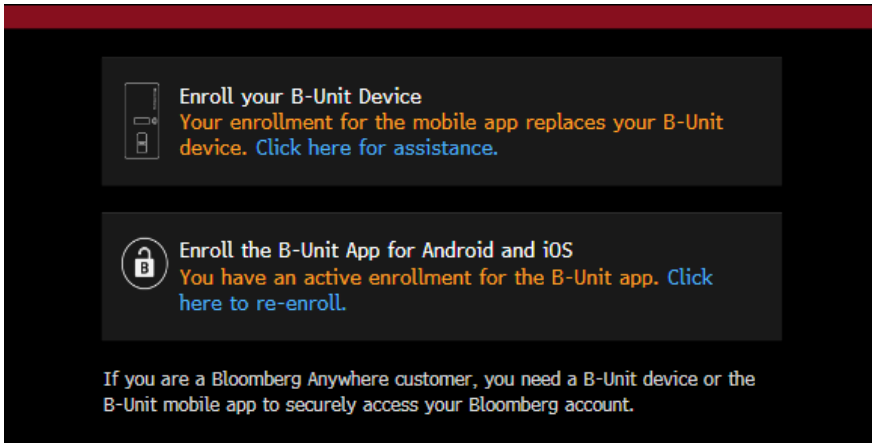 Enroll your B-Unit Device
Your enrollment for the mobile app replaces your B-Unit
device. Click here for assistance.
B
Enroll the B-Unit App for Android and iOS
You have an active enrollment for the B-Unit app. Click
here to re-enroll.
If you are a Bloomberg Anywhere customer, you need a B-Unit device or the
B-Unit mobile app to securely access your Bloomberg account.